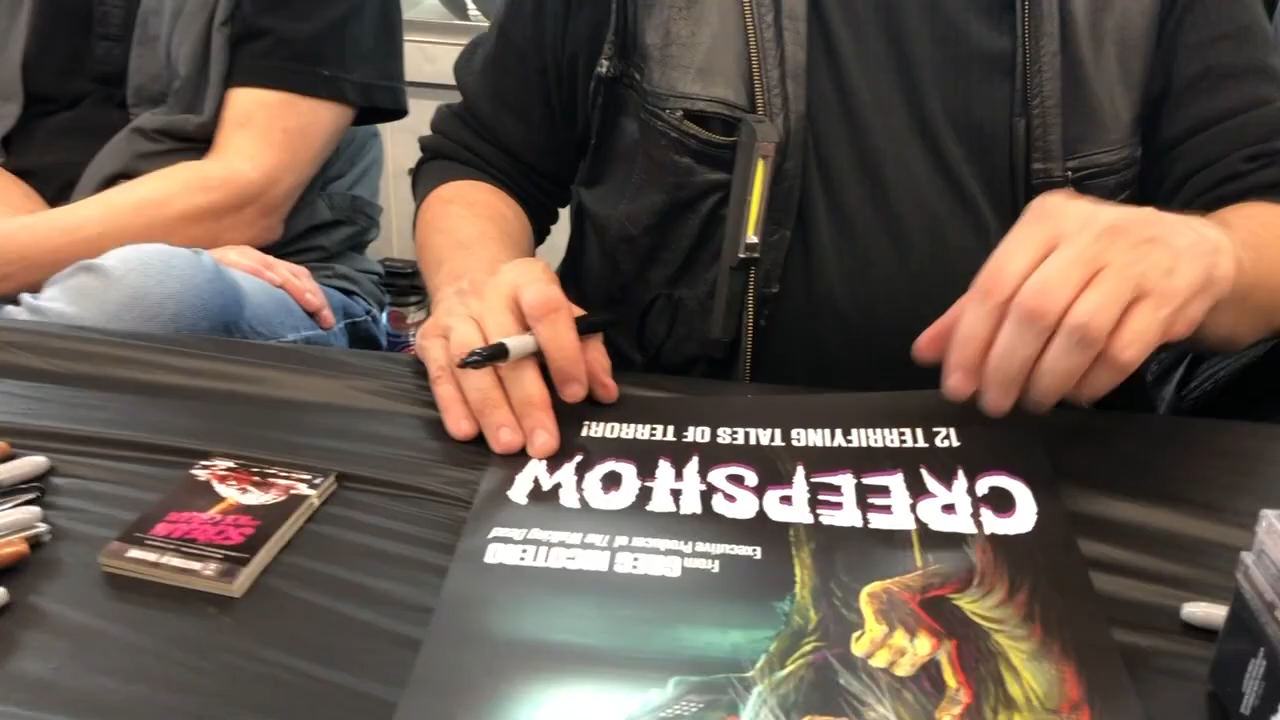 12 TERRIFYING TALES OF TERROR!
CREEPSHOW
From
GREG NICOTERO
Executive Producer of The Walking Dead